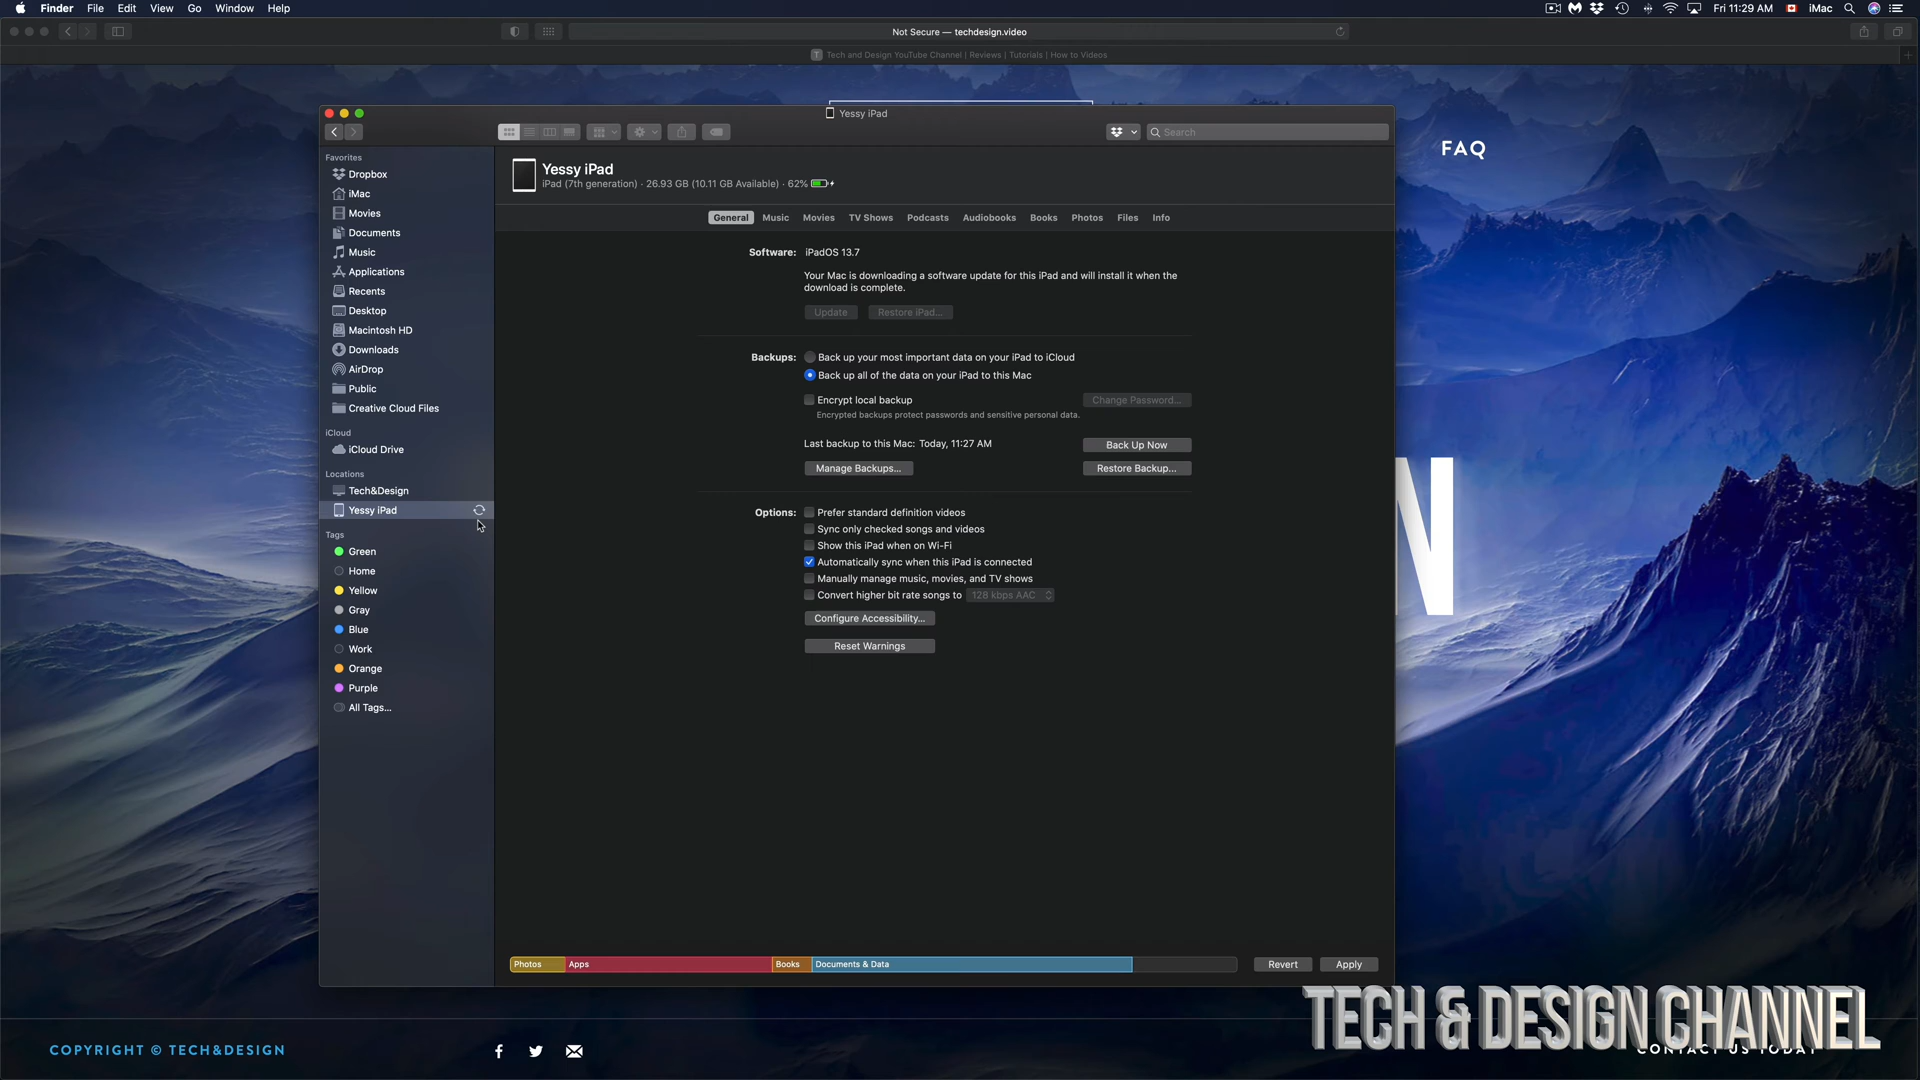 Finder File Edit View Go Window Help
Fri 11:29 AM iMac
Not Secure — techdesign.video
T Tech and Design YouTube Channel | Reviews | Tutorials | How to Videos
Yessy iPad
Search
FAQ
Favorites
Dropbox
iMac
Movies
Documents
Music
Applications
Recents
Desktop
Macintosh HD
Downloads
AirDrop
Public
Creative Cloud Files
iCloud
iCloud Drive
Locations
Tech&Design
Yessy iPad
Tags
Green
Home
Yellow
Gray
Blue
Work
Orange
Purple
All Tags...
Yessy iPad
iPad (7th generation) · 26.93 GB (10.11 GB Available) · 62%
General Music Movies TV Shows Podcasts Audiobooks Books Photos Files Info
Software: iPadOS 13.7
Your Mac is downloading a software update for this iPad and will install it when the
download is complete.
Update Restore iPad...
Backups: Back up your most important data on your iPad to iCloud
Back up all of the data on your iPad to this Mac
Encrypt local backup Change Password...
Encrypted backups protect passwords and sensitive personal data.
Last backup to this Mac: Today, 11:27 AM Back Up Now
Manage Backups... Restore Backup...
Options: Prefer standard definition videos
Sync only checked songs and videos
Show this iPad when on Wi-Fi
Automatically sync when this iPad is connected
Manually manage music, movies, and TV shows
Convert higher bit rate songs to 128 kbps AAC
Configure Accessibility...
Reset Warnings
N
Photos Apps Books Documents & Data Revert Apply
TECH & DESIGN CHANNEL
COPYRIGHT © TECH&DESIGN
CONTACT US TODAY